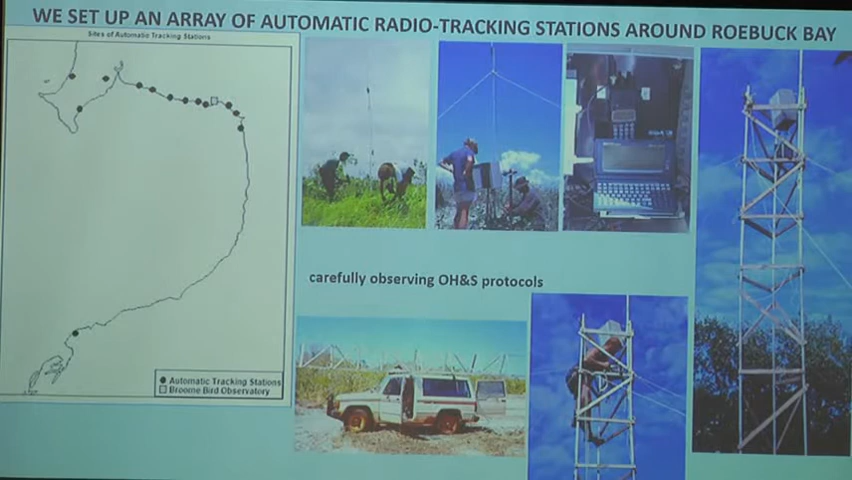 WE SET UP AN ARRAY OF AUTOMATIC RADIO-TRACKING STATIONS AROUND ROEBUCK BAY
Sites of Automatic Tracking Stations
carefully observing OH&S protocols
Automatic Tracking Stations
Broome Bird Observatory